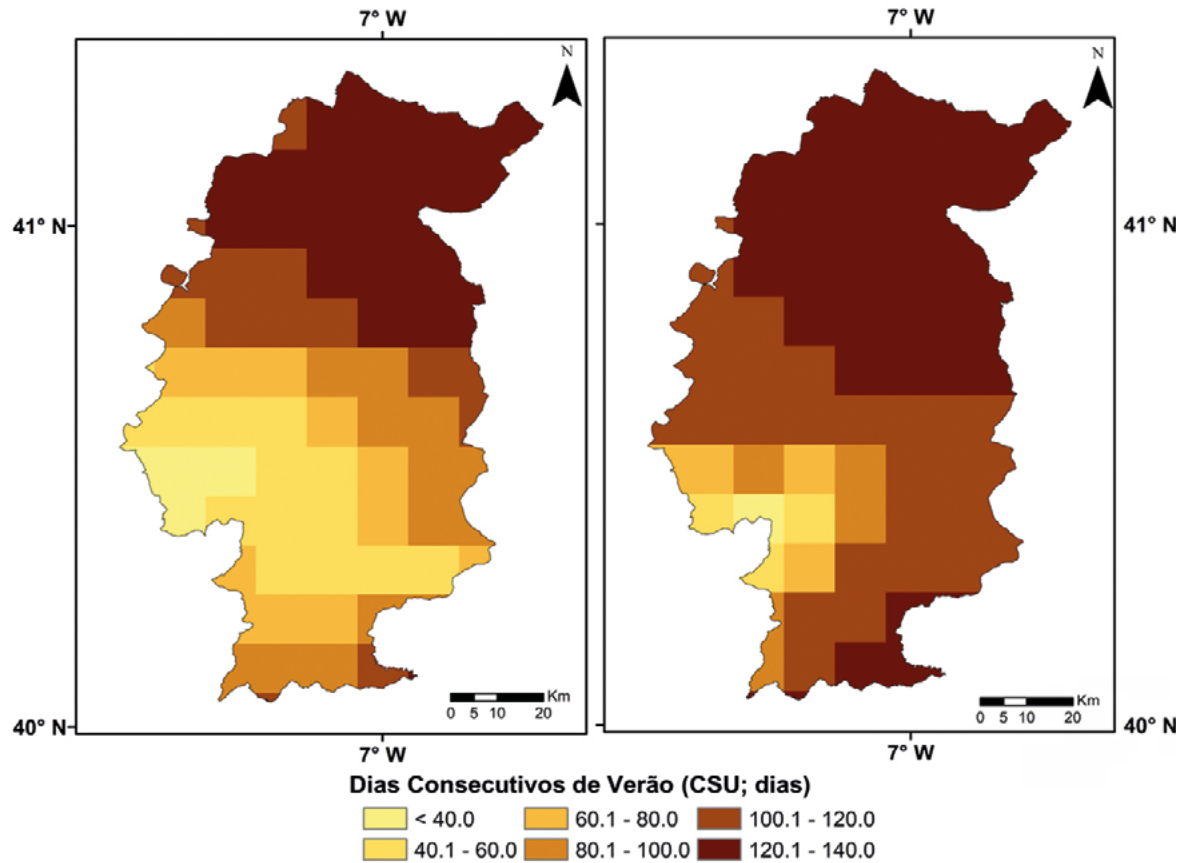 7° W
7° W
N
N
41° N
41° N
Km
0 5 10 20
Km
0 5 10 20
40° N
40° N
7° W
7° W
Dias Consecutivos de Verão (CSU; dias)
< 40.0
60.1 - 80.0
100.1 - 120.0
40.1 - 60.0
80.1 - 100.0
120.1 - 140.0